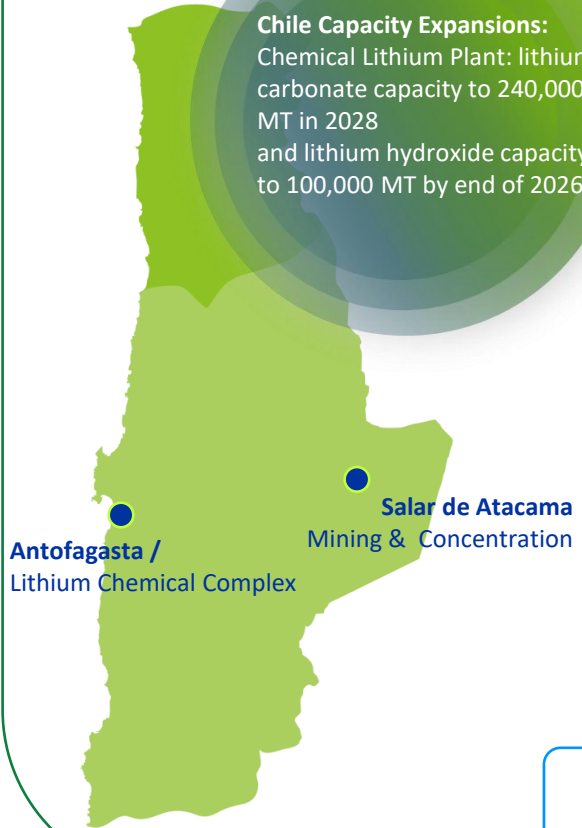 Chile Capacity Expansions:
Chemical Lithium Plant: lithium
carbonate capacity to 240,000
MT in 2028
and lithium hydroxide capacity
to 100,000 MT by end of 2026
Salar de Atacama
Mining & Concentration
Antofagasta /
Lithium Chemical Complex